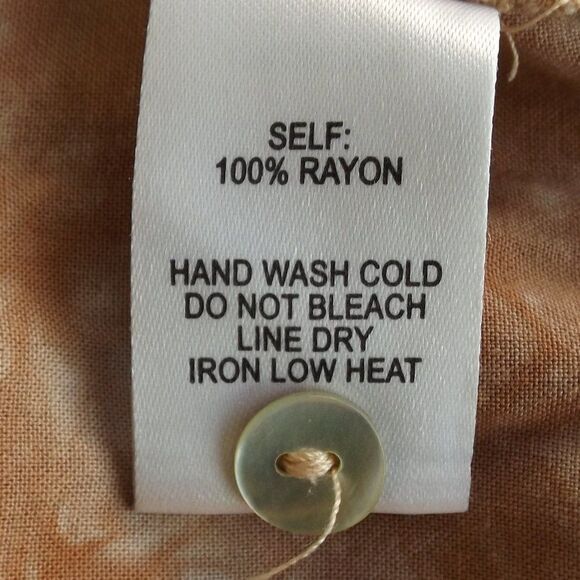 SELF:
100% RAYON
HAND WASH COLD
DO NOT BLEACH
LINE DRY
IRON LOW HEAT